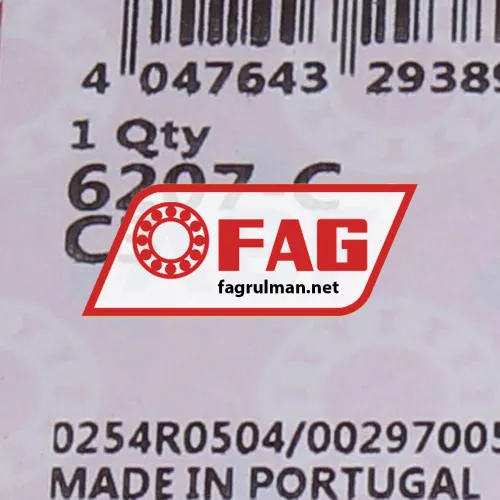 4 047643 29389
1 Qty
6207-C
FAG
fagrulman.net
0254R0504/00297005
MADE IN PORTUGAL